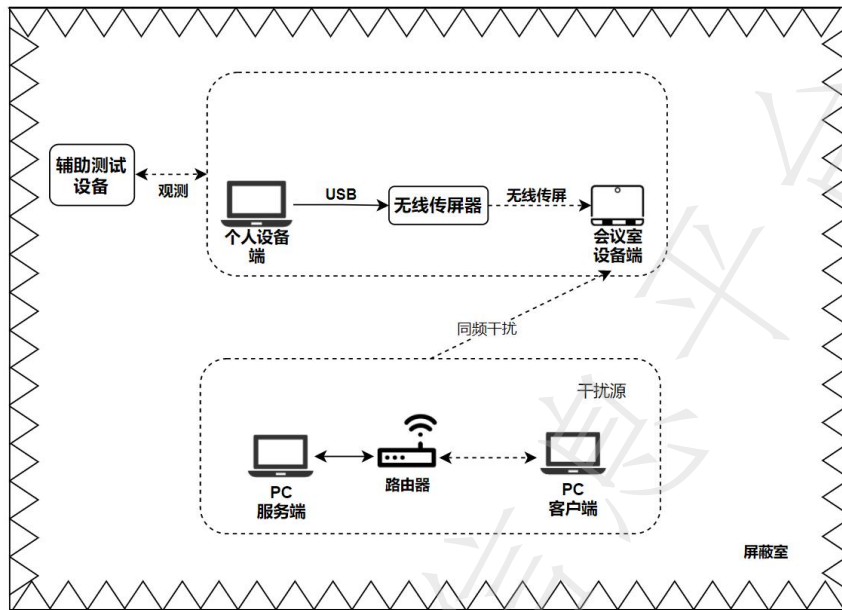 辅助测试
设备
观测
USB
无线传屏器
无线传屏
个人设备
端
会议室
设备端
同频干扰
干扰源
PC
服务端
路由器
PC
客户端
屏蔽室